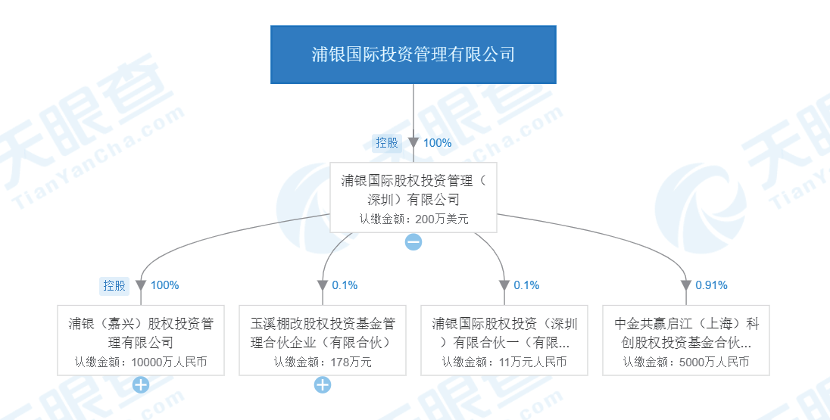 浦银国际投资管理有限公司
控股
100%
浦银国际股权投资管理（
深圳）有限公司
认缴金额：200万美元
控股
100%
0.1%
0.1%
0.91%
浦银（嘉兴）股权投资管
理有限公司
认缴金额：10000万人民币
玉溪棚改股权投资基金管
理合伙企业（有限合伙）
认缴金额：178万元
浦银国际股权投资（深圳
）有限合伙一（有限...
认缴金额：11万元人民币
中金共赢启江（上海）科
创股权投资基金合伙...
认缴金额：5000万人民币
天眼查
TianYanCha.com